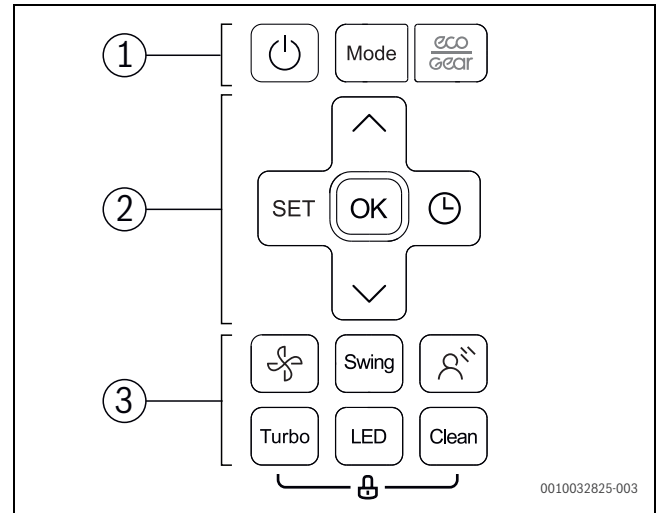 1
Mode
eco
Gear
2
SET
OK
3
Swing
Turbo
LED
Clean
0010032825-003